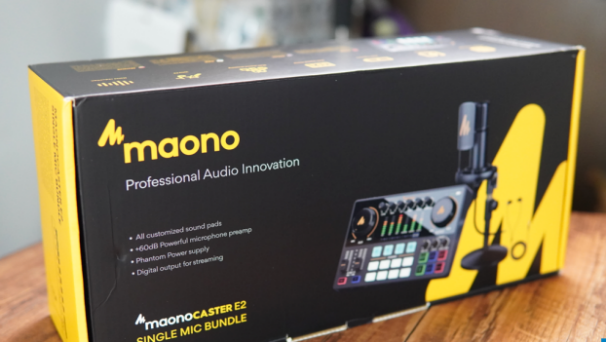 maono
Professional Audio Innovation
• All customized sound pads
• ≈60dB Powerful microphone preamp
• Phantom Power supply
• Digital output for streaming
maonoCASTER E2
SINGLE MIC BUNDLE